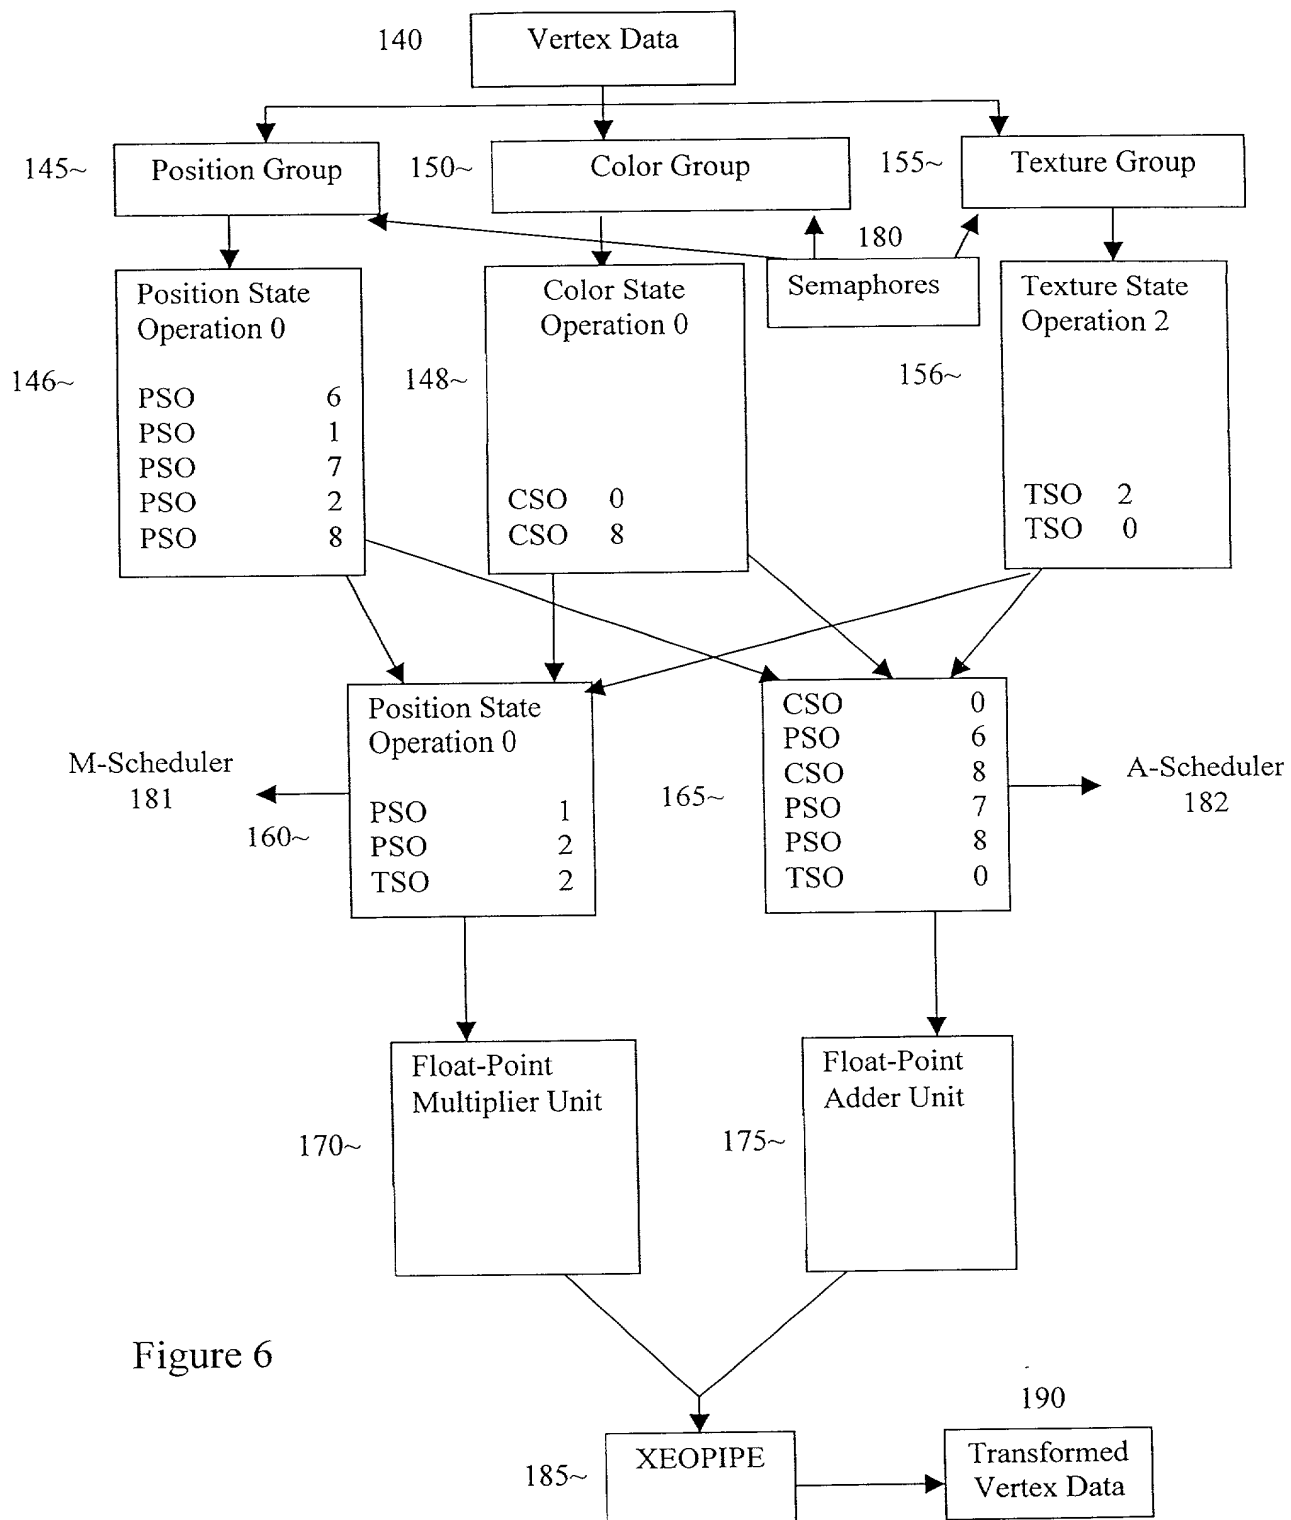 140
Vertex Data
145~
Position Group
150~
Color Group
155~
Texture Group
180
Semaphores
146~
Position State
Operation 0
PSO 6
PSO 1
PSO 7
PSO 2
PSO 8
148~
Color State
Operation 0
CSO 0
CSO 8
156~
Texture State
Operation 2
TSO 2
TSO 0
M-Scheduler
181
160~
Position State
Operation 0
PSO 1
PSO 2
TSO 2
165~
CSO 0
PSO 6
CSO 8
PSO 7
PSO 8
TSO 0
A-Scheduler
182
170~
Float-Point
Multiplier Unit
175~
Float-Point
Adder Unit
Figure 6
185~
XEOPIPE
190
Transformed
Vertex Data